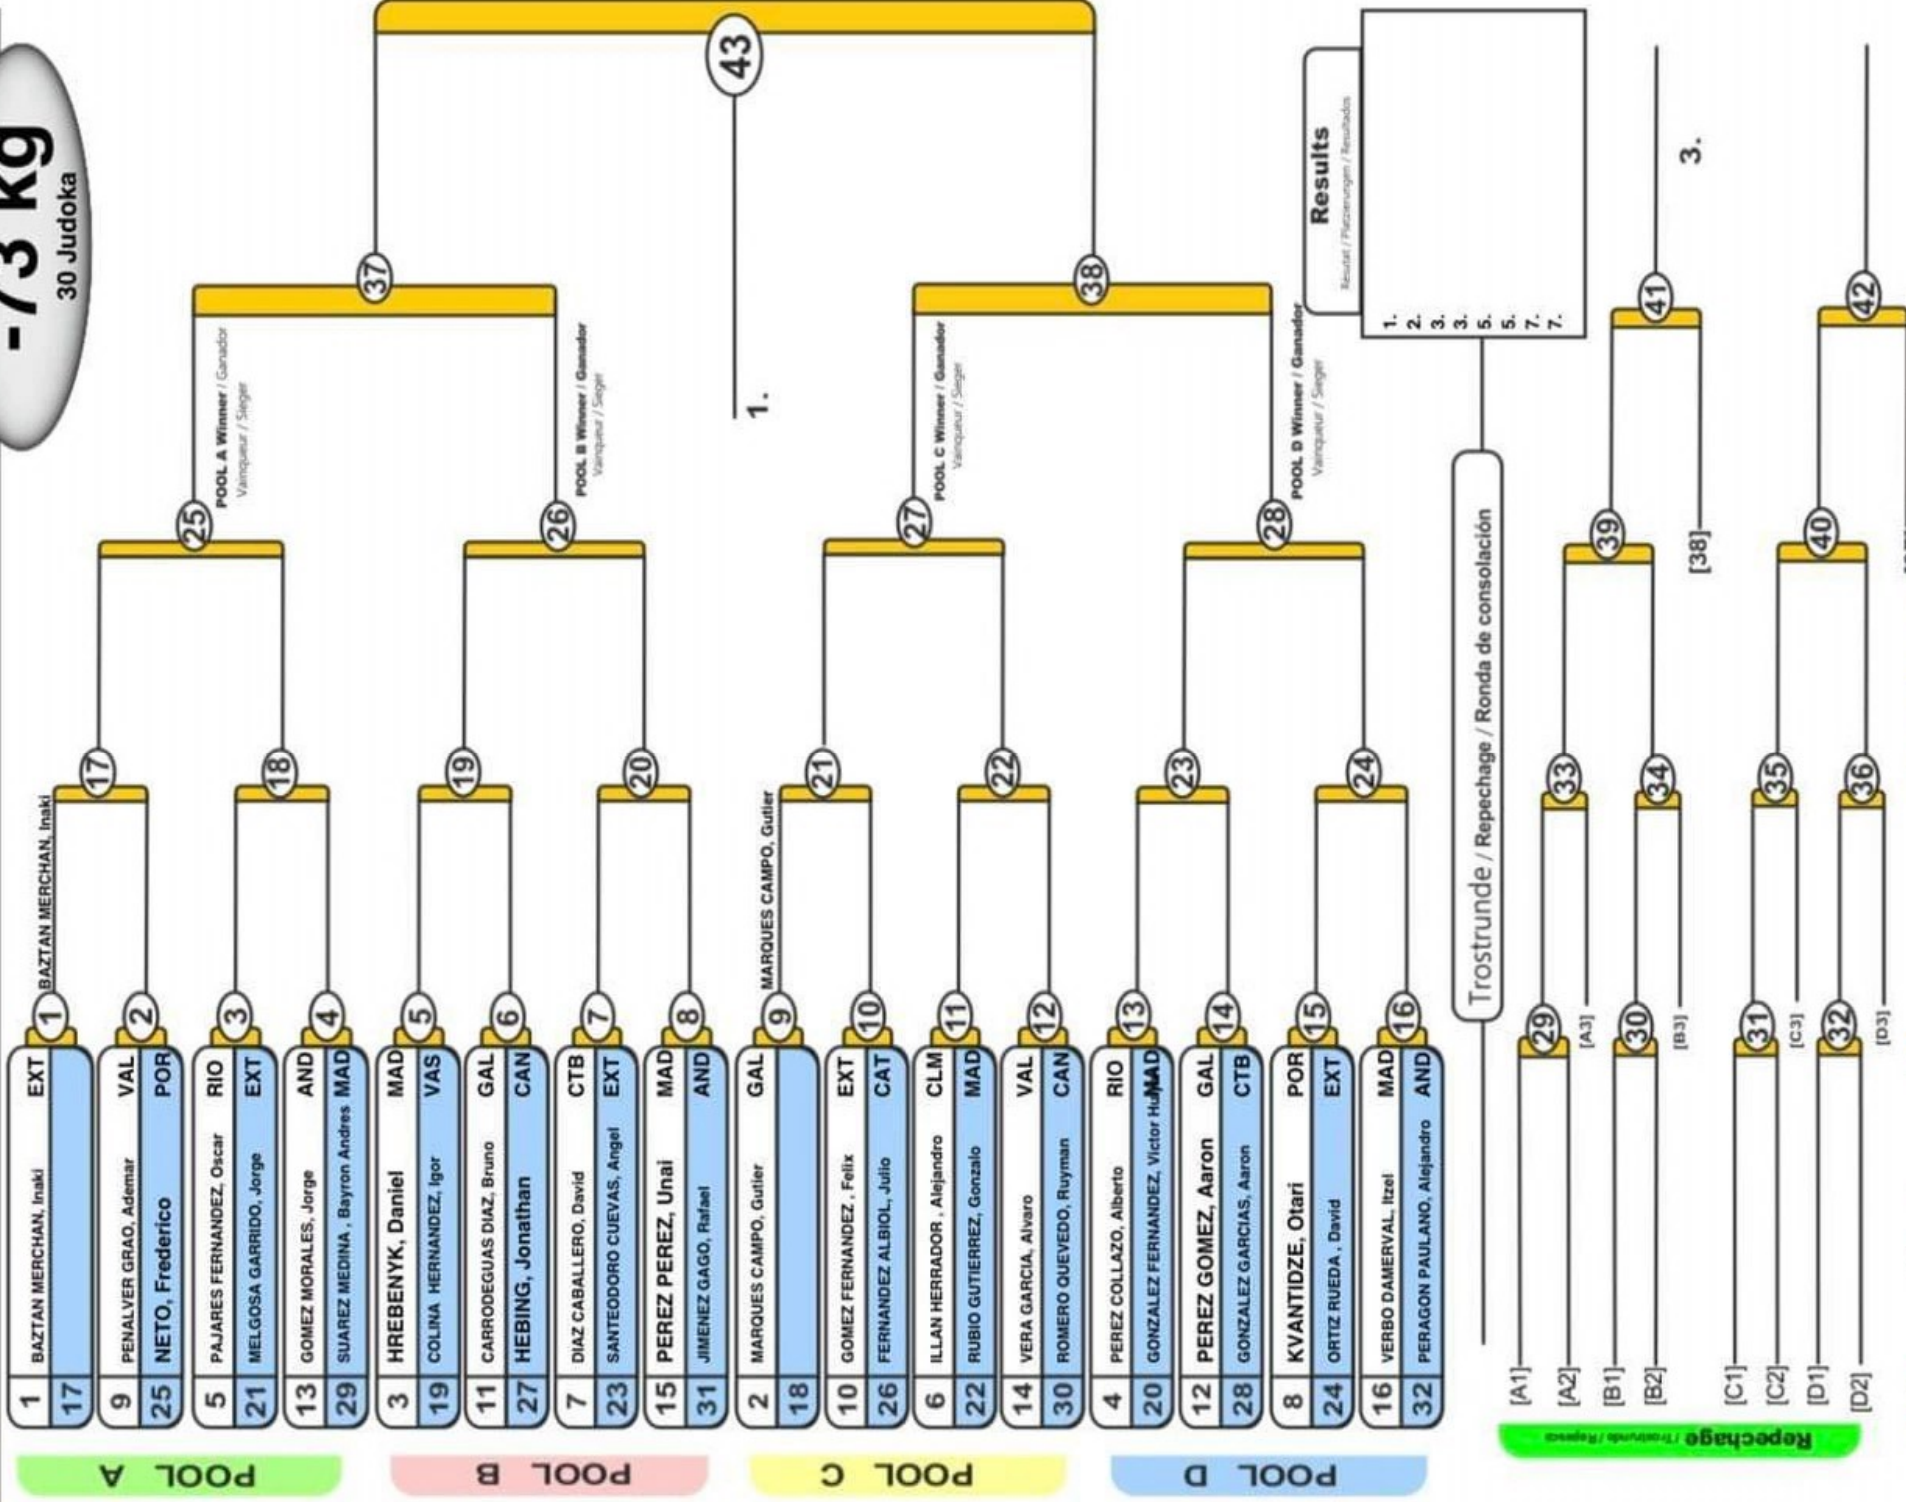 -73 kg
30 Judoka
POOL A
1 BAZTAN MERCHAN, Inaki EXT
17
1
BAZTAN MERCHAN, Inaki
9 PENALVER GRAO, Ademar VAL
25 NETO, Frederico POR
2
5 PAJARES FERNANDEZ, Oscar RIO
21 MELGOSA GARRIDO, Jorge EXT
3
13 GOMEZ MORALES, Jorge AND
29 SUAREZ MEDINA , Bayron Andres MAD
4
17
18
25
POOL A Winner / Ganador
Vainqueur / Sieger
POOL B
3 HREBENYK, Daniel MAD
19 COLINA HERNANDEZ, Igor VAS
5
11 CARRODEGUAS DIAZ, Bruno GAL
27 HEBING, Jonathan CAN
6
7 DIAZ CABALLERO, David CTB
23 SANTEODORO CUEVAS, Angel EXT
7
15 PEREZ PEREZ, Unai MAD
31 JIMENEZ GAGO, Rafael AND
8
19
20
26
POOL B Winner / Ganador
Vainqueur / Sieger
37
POOL C
2 MARQUES CAMPO, Gutier GAL
18
9
MARQUES CAMPO, Gutier
10 GOMEZ FERNANDEZ , Felix EXT
26 FERNANDEZ ALBIOL, Julio CAT
10
6 ILLAN HERRADOR , Alejandro CLM
22 RUBIO GUTIERREZ, Gonzalo MAD
11
14 VERA GARCIA, Alvaro VAL
30 ROMERO QUEVEDO, Ruyman CAN
12
21
22
27
POOL C Winner / Ganador
Vainqueur / Sieger
POOL D
4 PEREZ COLLAZO, Alberto RIO
20 GONZALEZ FERNANDEZ, Victor MAD
13
12 PEREZ GOMEZ, Aaron GAL
28 GONZALEZ GARCIAS, Aaron CTB
14
8 KVANTIDZE, Otari POR
24 ORTIZ RUEDA , David EXT
15
16 VERBO DAMERVAL, Itzel MAD
32 PERAGON PAULANO, Alejandro AND
16
23
24
28
POOL D Winner / Ganador
Vainqueur / Sieger
38
43
1.
Results
Resultat / Platzierungen / Resultados
1.
2.
3.
3.
5.
5.
7.
7.
Trostrunde / Repechage / Ronda de consolación
Repechage / Trostrunde / Repesca
[A1]
[A2]
29
[A3]
33
[B1]
[B2]
30
[B3]
34
39
[38]
41
3.
[C1]
[C2]
31
[C3]
35
[D1]
[D2]
32
[D3]
36
40
42